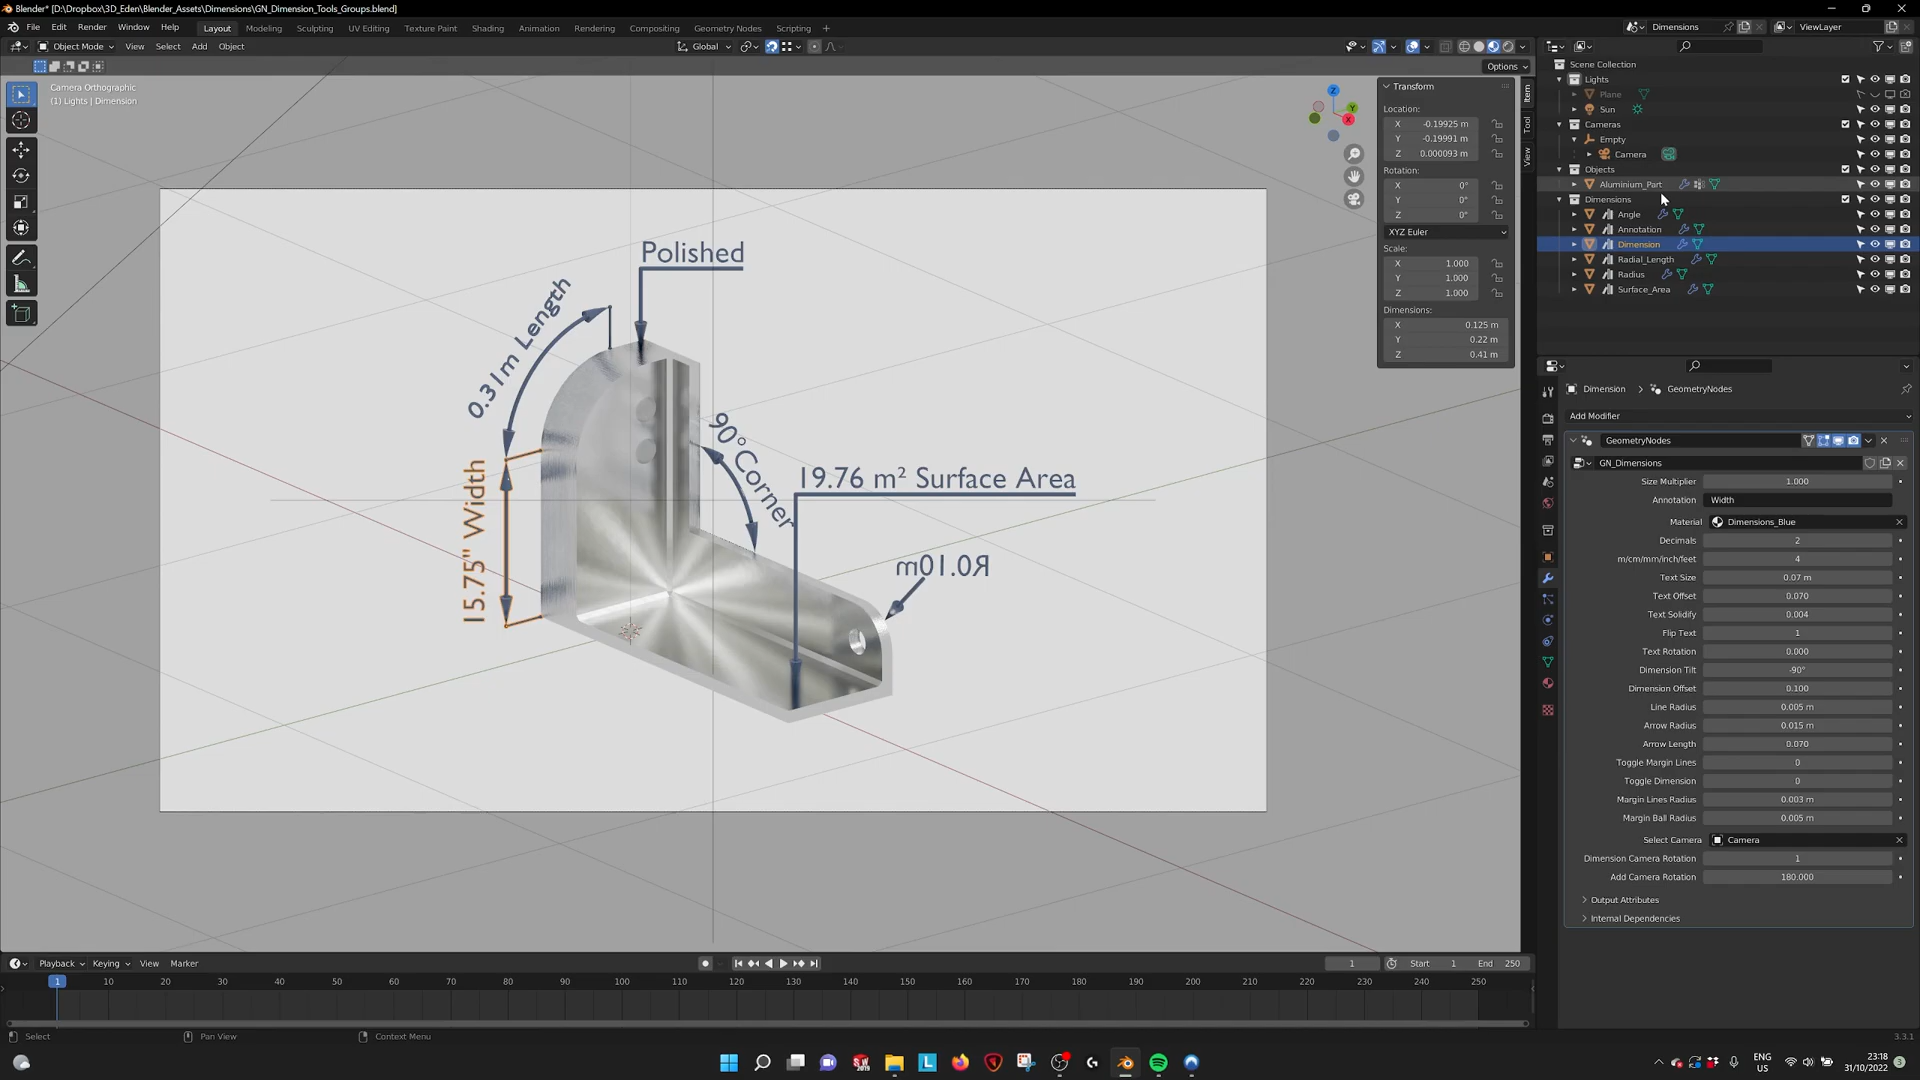 Blender* [D:\Dropbox\3D_Eden\Blender_Assets\Dimensions\GN_Dimension_Tools_Groups.blend]
File Edit Render Window Help Layout Modeling Sculpting UV Editing Texture Paint Shading Animation Rendering Compositing Geometry Nodes Scripting + Dimensions ViewLayer
Object Mode View Select Add Object Global
Options
Camera Orthographic
(1) Lights | Dimension
Z
Y
X
Transform
Location:
X -0.19925 m
Y -0.19991 m
Z 0.000093 m
Rotation:
X 0°
Y 0°
Z 0°
XYZ Euler
Scale:
X 1.000
Y 1.000
Z 1.000
Dimensions:
X 0.125 m
Y 0.22 m
Z 0.41 m
Item
Tool
View
Polished
0.31m Length
90° Corner
19.76 m² Surface Area
15.75" Width
R0.10m
Scene Collection
Lights
Plane
Sun
Cameras
Empty
Camera
Objects
Aluminium_Part
Dimensions
Angle
Annotation
Dimension
Radial_Length
Radius
Surface_Area
Dimension > GeometryNodes
Add Modifier
GeometryNodes
GN_Dimensions
Size Multiplier 1.000
Annotation Width
Material Dimensions_Blue
Decimals 2
m/cm/mm/inch/feet 4
Text Size 0.07 m
Text Offset 0.070
Text Solidify 0.004
Flip Text 1
Text Rotation 0.000
Dimension Tilt -90°
Dimension Offset 0.100
Line Radius 0.005 m
Arrow Radius 0.015 m
Arrow Length 0.070
Toggle Margin Lines 0
Toggle Dimension 0
Margin Lines Radius 0.003 m
Margin Ball Radius 0.005 m
Select Camera Camera
Dimension Camera Rotation 1
Add Camera Rotation 180.000
Output Attributes
Internal Dependencies
Playback Keying View Marker 1 Start 1 End 250
1 10 20 30 40 50 60 70 80 90 100 110 120 130 140 150 160 170 180 190 200 210 220 230 240 250
Select Pan View Context Menu 3.3.1
SW
2019
L
ENG
US
23:18
31/10/2022
3